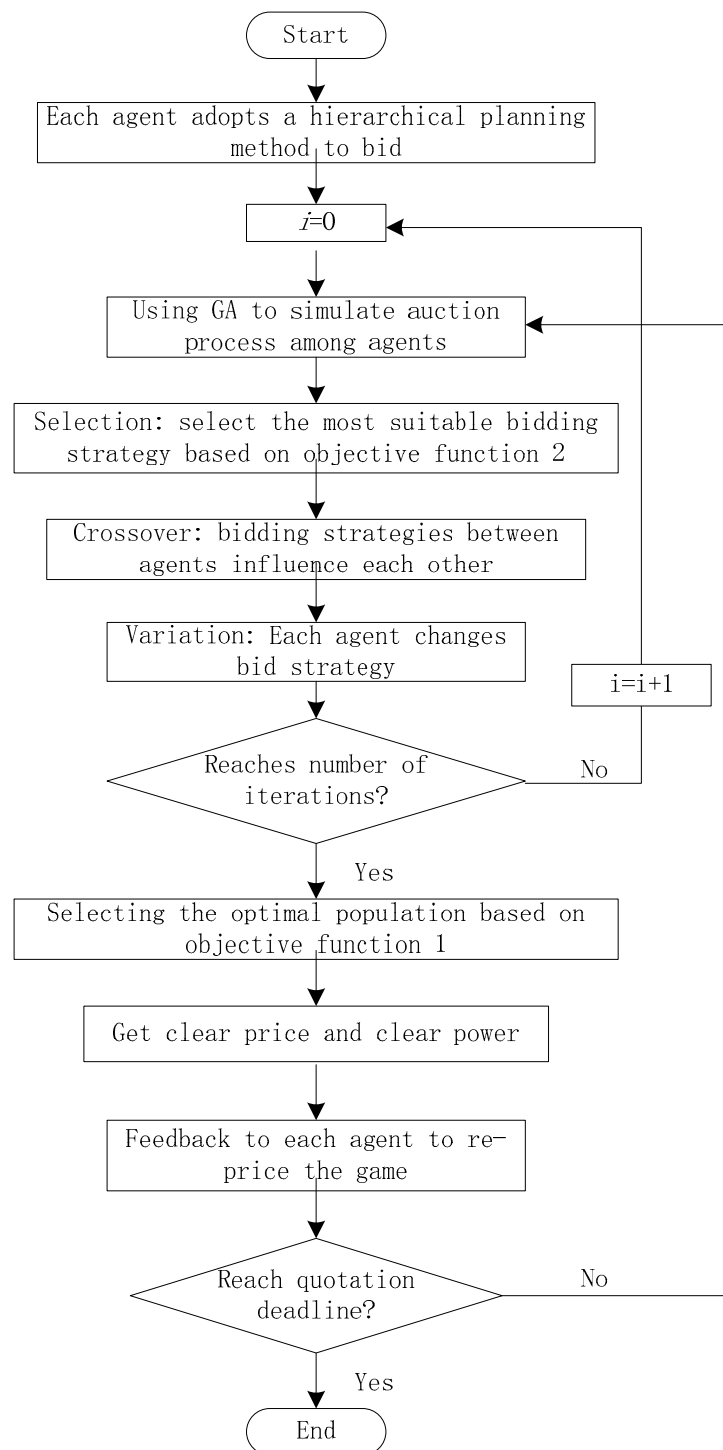 Start
Each agent adopts a hierarchical planning
method to bid
i=0
Using GA to simulate auction
process among agents
Selection: select the most suitable bidding
strategy based on objective function 2
Crossover: bidding strategies between
agents influence each other
Variation: Each agent changes
bid strategy
i=i+1
Reaches number of
iterations?
No
Yes
Selecting the optimal population based on
objective function 1
Get clear price and clear power
Feedback to each agent to re-
price the game
Reach quotation
deadline?
No
Yes
End